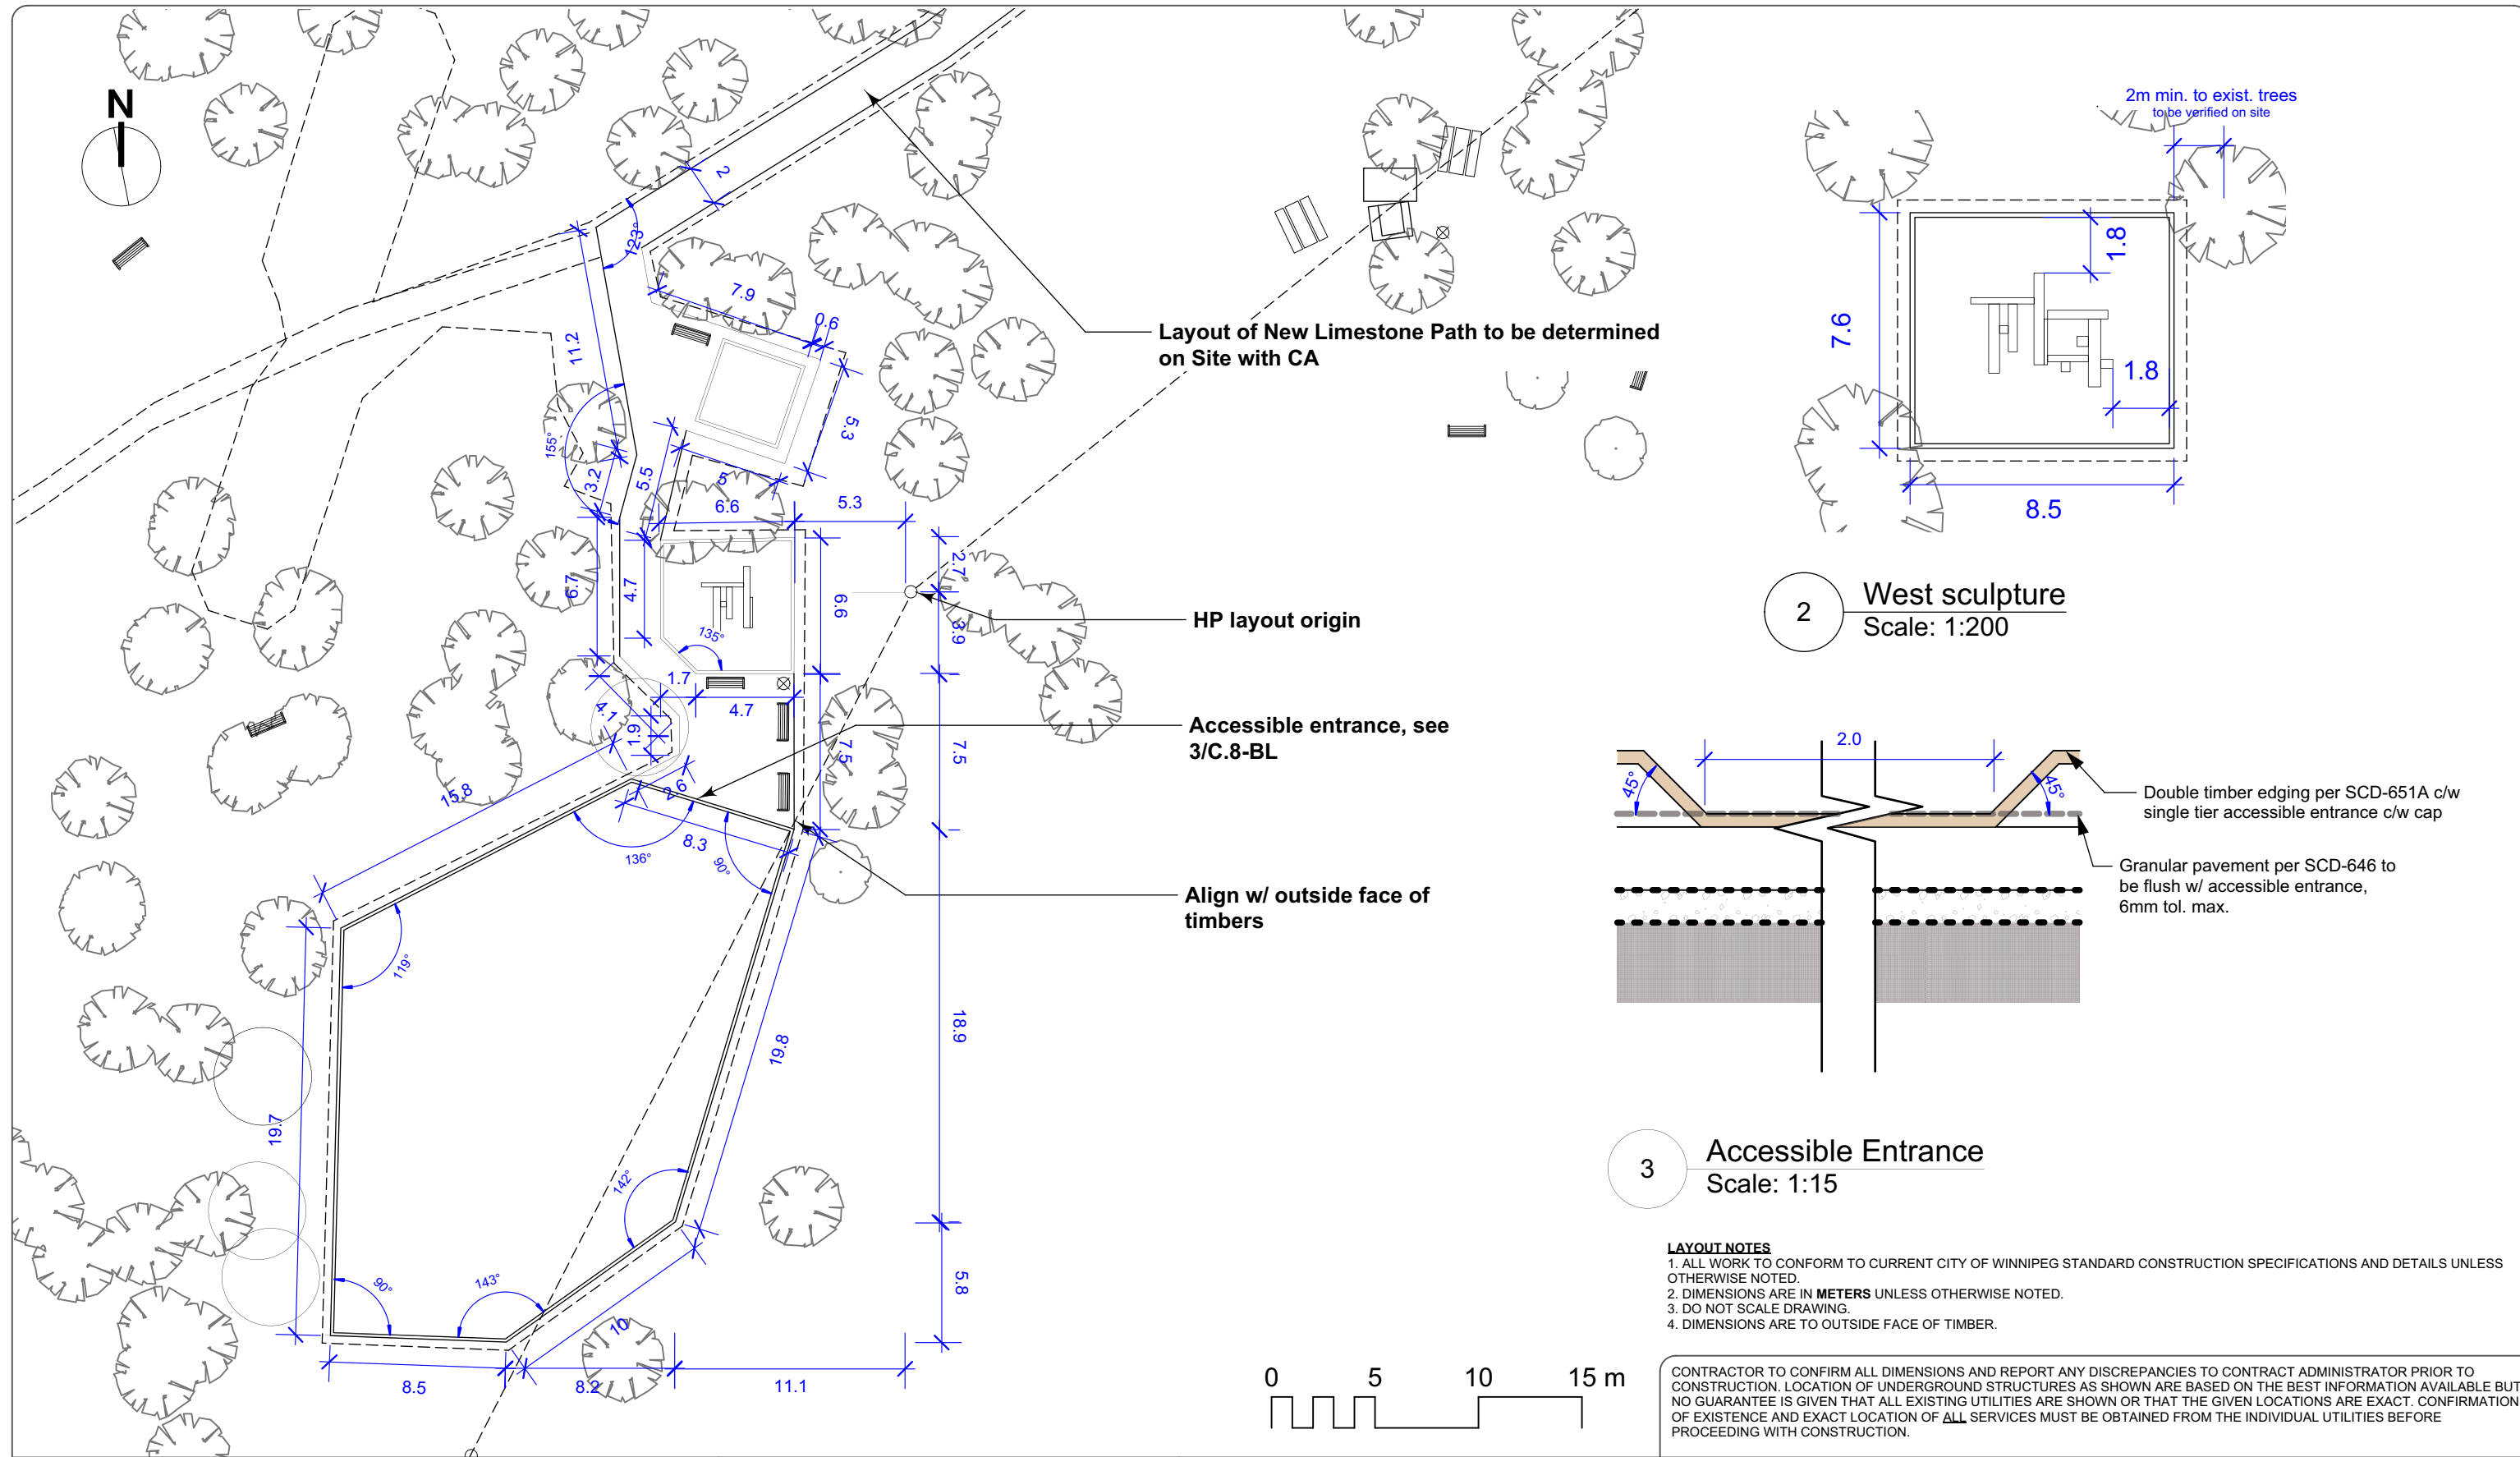 N
2
123°
7.9
0.6
11.2
5.3
155°
3.2
5.5
5
6.6
5.3
6.7
4.7
6.6
2.7
3.9
135°
1.7
4.7
4.1
1.9
7.5
7.5
2.6
15.8
136°
8.3
90°
119°
19.7
19.8
18.9
142°
90°
143°
10
5.8
8.5
8.2
11.1
Layout of New Limestone Path to be determined
on Site with CA
HP layout origin
Accessible entrance, see
3/C.8-BL
Align w/ outside face of
timbers
0 5 10 15 m
2m min. to exist. trees
to be verified on site
1.8
7.6
1.8
8.5
2
West sculpture
Scale: 1:200
2.0
45°
45°
Double timber edging per SCD-651A c/w
single tier accessible entrance c/w cap
Granular pavement per SCD-646 to
be flush w/ accessible entrance,
6mm tol. max.
3
Accessible Entrance
Scale: 1:15
LAYOUT NOTES
1. ALL WORK TO CONFORM TO CURRENT CITY OF WINNIPEG STANDARD CONSTRUCTION SPECIFICATIONS AND DETAILS UNLESS
OTHERWISE NOTED.
2. DIMENSIONS ARE IN METERS UNLESS OTHERWISE NOTED.
3. DO NOT SCALE DRAWING.
4. DIMENSIONS ARE TO OUTSIDE FACE OF TIMBER.
CONTRACTOR TO CONFIRM ALL DIMENSIONS AND REPORT ANY DISCREPANCIES TO CONTRACT ADMINISTRATOR PRIOR TO
CONSTRUCTION. LOCATION OF UNDERGROUND STRUCTURES AS SHOWN ARE BASED ON THE BEST INFORMATION AVAILABLE BUT
NO GUARANTEE IS GIVEN THAT ALL EXISTING UTILITIES ARE SHOWN OR THAT THE GIVEN LOCATIONS ARE EXACT. CONFIRMATION
OF EXISTENCE AND EXACT LOCATION OF ALL SERVICES MUST BE OBTAINED FROM THE INDIVIDUAL UTILITIES BEFORE
PROCEEDING WITH CONSTRUCTION.